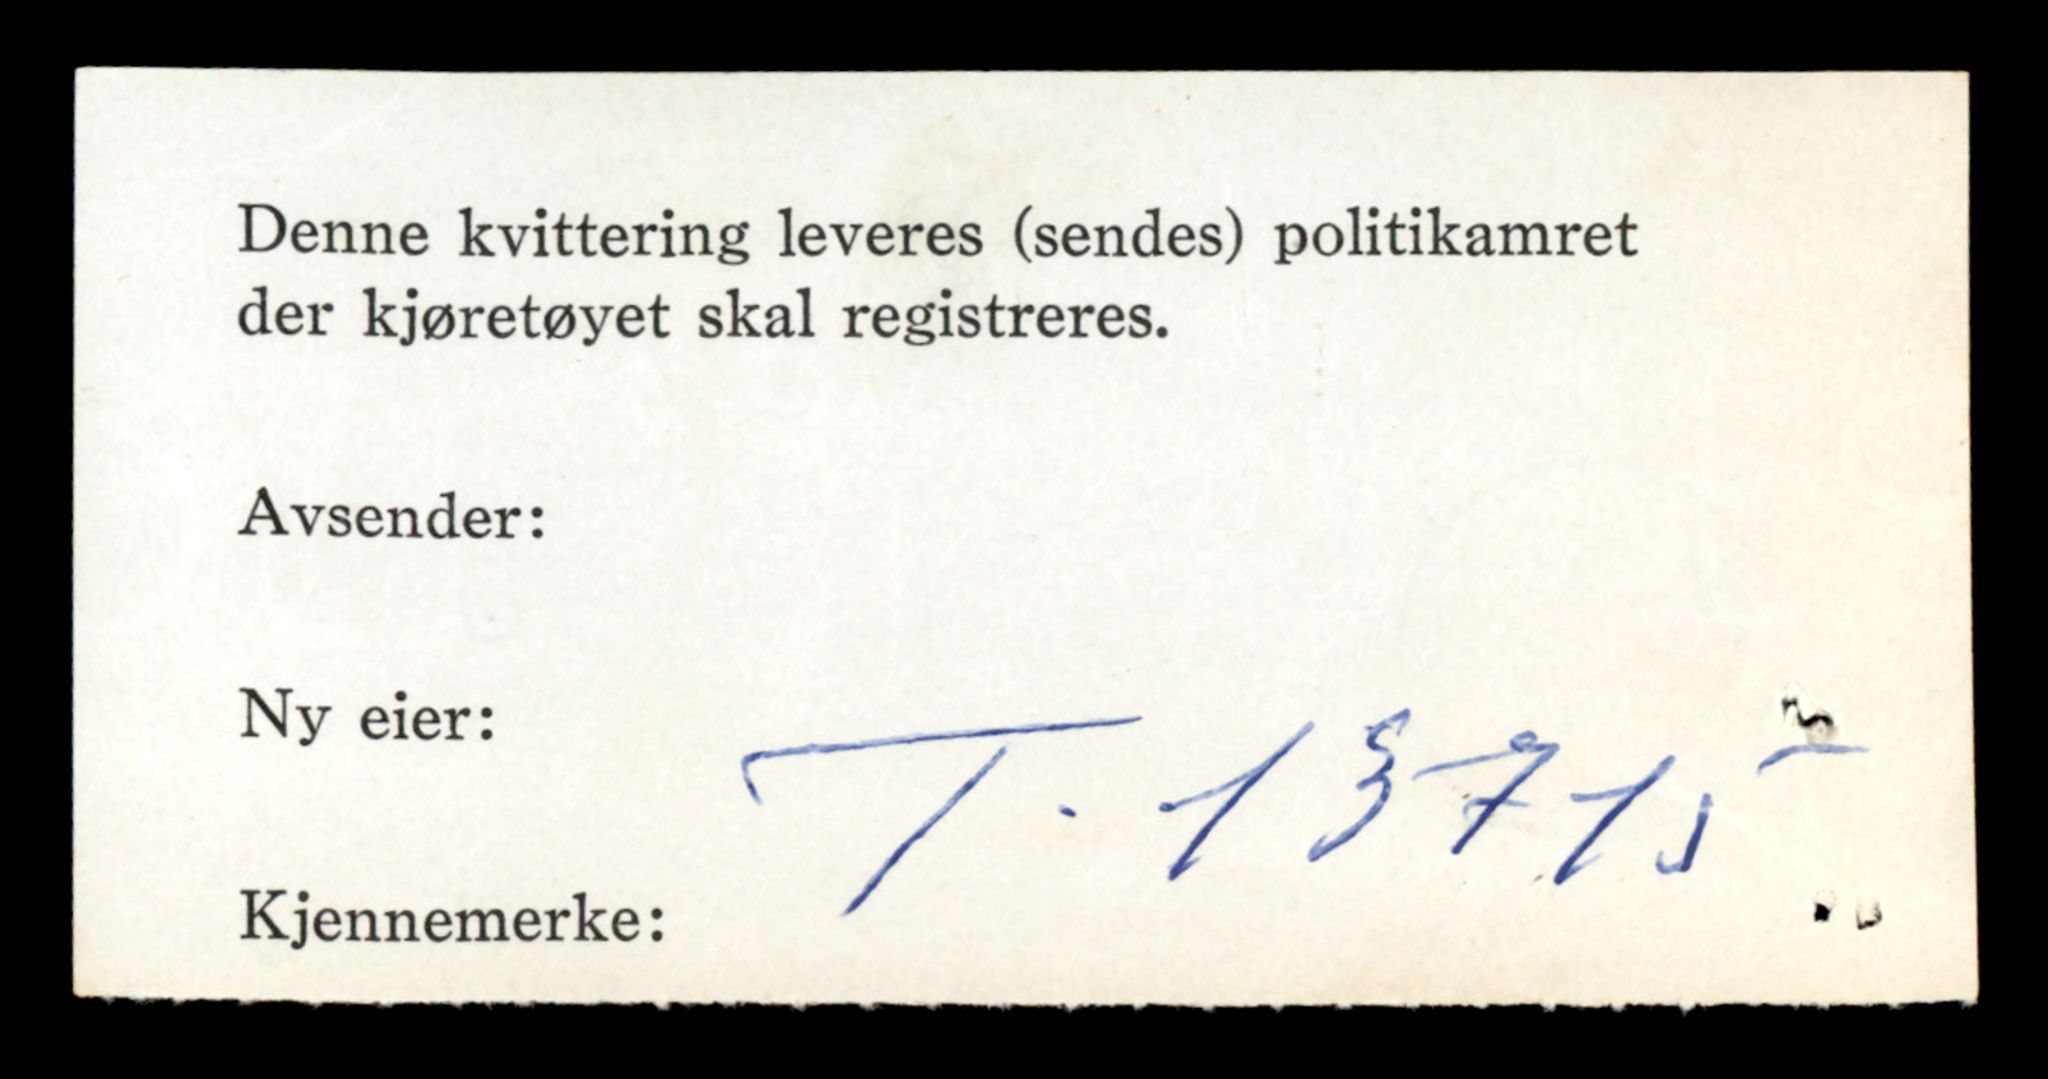 Denne kvittering leveres (sendes) politikamret
der kjøretøyet skal registreres.
Avsender:
Ny eier:
T. 13715
Kjennemerke: